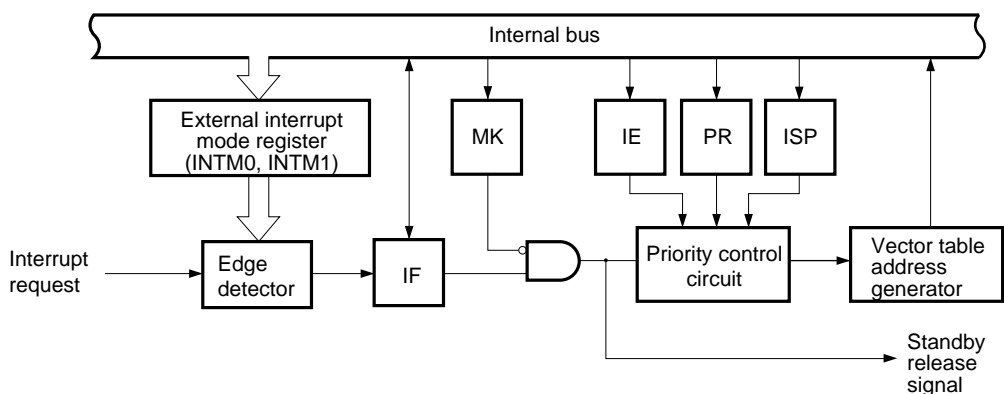 Internal bus
External interrupt
mode register
(INTM0, INTM1)
MK
IE
PR
ISP
Interrupt
request
Edge
detector
IF
Priority control
circuit
Vector table
address
generator
Standby
release
signal